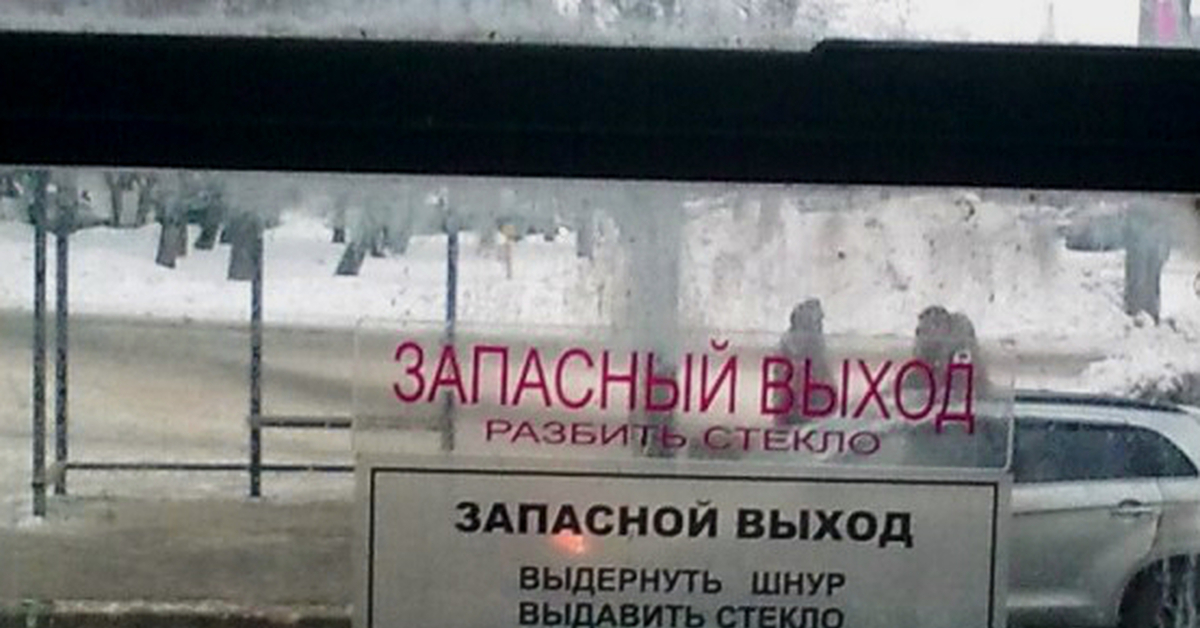 ЗАПАСНЫЙ ВЫХОД
РАЗБИТЬ СТЕКЛО
ЗАПАСНОЙ ВЫХОД
ВЫДЕРНУТЬ ШНУР
ВЫДАВИТЬ СТЕКЛО